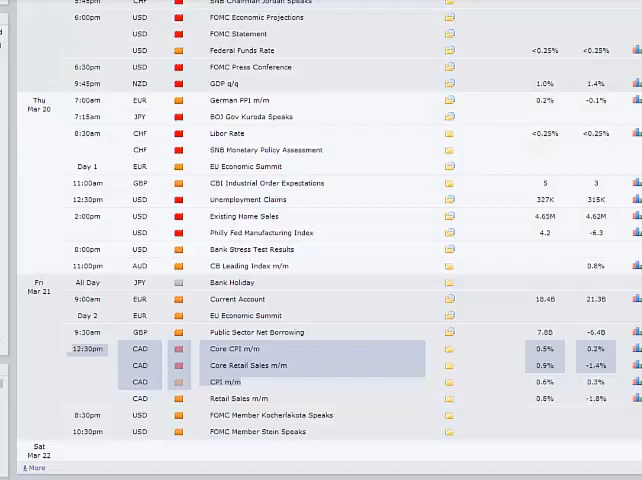 5:45pm CHF SNB Chairman Jordan Speaks
6:00pm USD FOMC Economic Projections
USD FOMC Statement
USD Federal Funds Rate <0.25% <0.25%
6:30pm USD FOMC Press Conference
9:45pm NZD GDP q/q 1.0% 1.4%
Thu 7:00am EUR German PPI m/m 0.2% -0.1%
Mar 20
7:15am JPY BOJ Gov Kuroda Speaks
8:30am CHF Libor Rate <0.25% <0.25%
CHF SNB Monetary Policy Assessment
Day 1 EUR EU Economic Summit
11:00am GBP CBI Industrial Order Expectations 5 3
12:30pm USD Unemployment Claims 327K 315K
2:00pm USD Existing Home Sales 4.65M 4.62M
USD Philly Fed Manufacturing Index 4.2 -6.3
8:00pm USD Bank Stress Test Results
11:00pm AUD CB Leading Index m/m 0.8%
Fri All Day JPY Bank Holiday
Mar 21
9:00am EUR Current Account 18.4B 21.3B
Day 2 EUR EU Economic Summit
9:30am GBP Public Sector Net Borrowing 7.8B -6.4B
12:30pm CAD Core CPI m/m 0.5% 0.2%
CAD Core Retail Sales m/m 0.9% -1.4%
CAD CPI m/m 0.6% 0.3%
CAD Retail Sales m/m 0.8% -1.8%
8:30pm USD FOMC Member Kocherlakota Speaks
10:30pm USD FOMC Member Stein Speaks
Sat
Mar 22
More